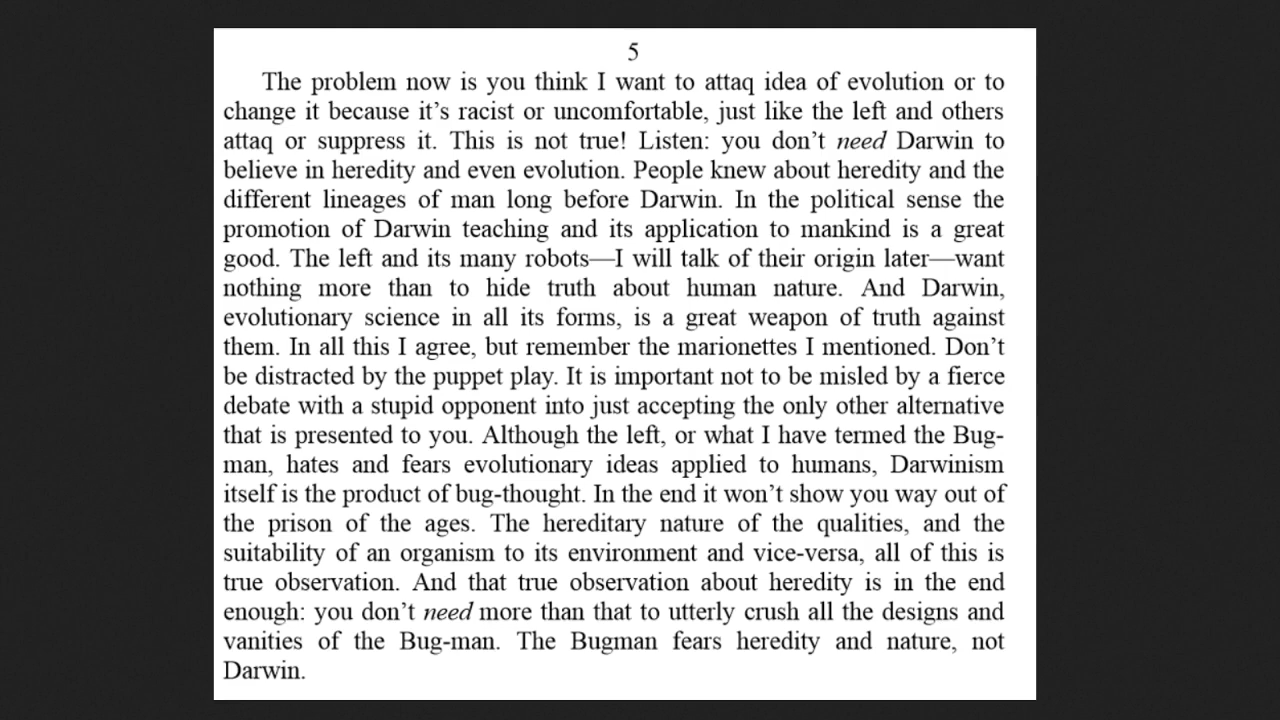 5
The problem now is you think I want to attaq idea of evolution or to
change it because it’s racist or uncomfortable, just like the left and others
attaq or suppress it. This is not true! Listen: you don’t need Darwin to
believe in heredity and even evolution. People knew about heredity and the
different lineages of man long before Darwin. In the political sense the
promotion of Darwin teaching and its application to mankind is a great
good. The left and its many robots—I will talk of their origin later—want
nothing more than to hide truth about human nature. And Darwin,
evolutionary science in all its forms, is a great weapon of truth against
them. In all this I agree, but remember the marionettes I mentioned. Don’t
be distracted by the puppet play. It is important not to be misled by a fierce
debate with a stupid opponent into just accepting the only other alternative
that is presented to you. Although the left, or what I have termed the Bug-
man, hates and fears evolutionary ideas applied to humans, Darwinism
itself is the product of bug-thought. In the end it won’t show you way out of
the prison of the ages. The hereditary nature of the qualities, and the
suitability of an organism to its environment and vice-versa, all of this is
true observation. And that true observation about heredity is in the end
enough: you don’t need more than that to utterly crush all the designs and
vanities of the Bug-man. The Bugman fears heredity and nature, not
Darwin.